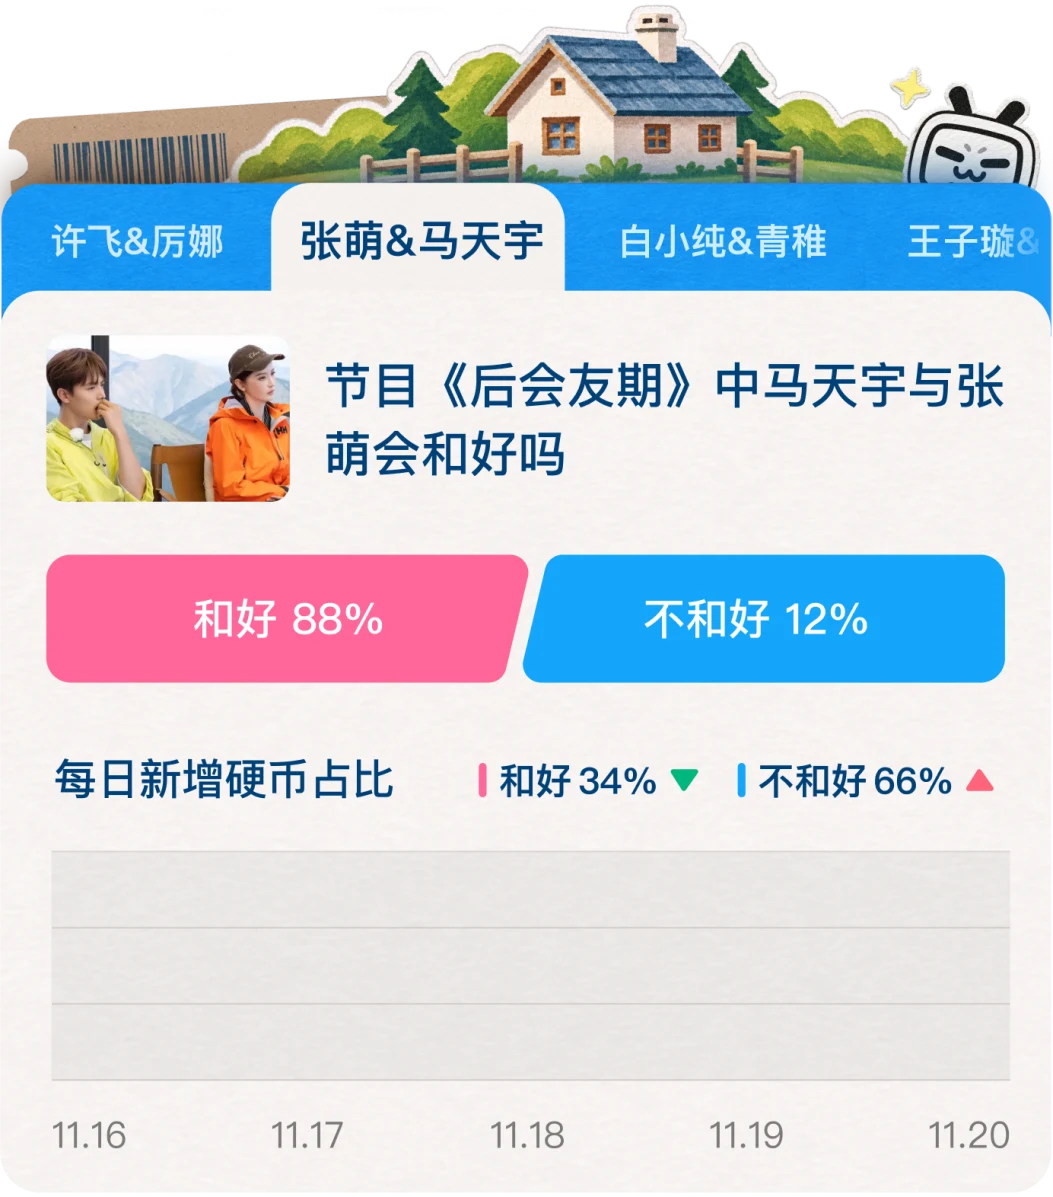 许飞&厉娜
张萌&马天宇
白小纯&青稚
王子璇&
节目《后会友期》中马天宇与张
萌会和好吗
和好 88%
不和好 12%
每日新增硬币占比
和好 34%
不和好 66%
11.16
11.17
11.18
11.19
11.20